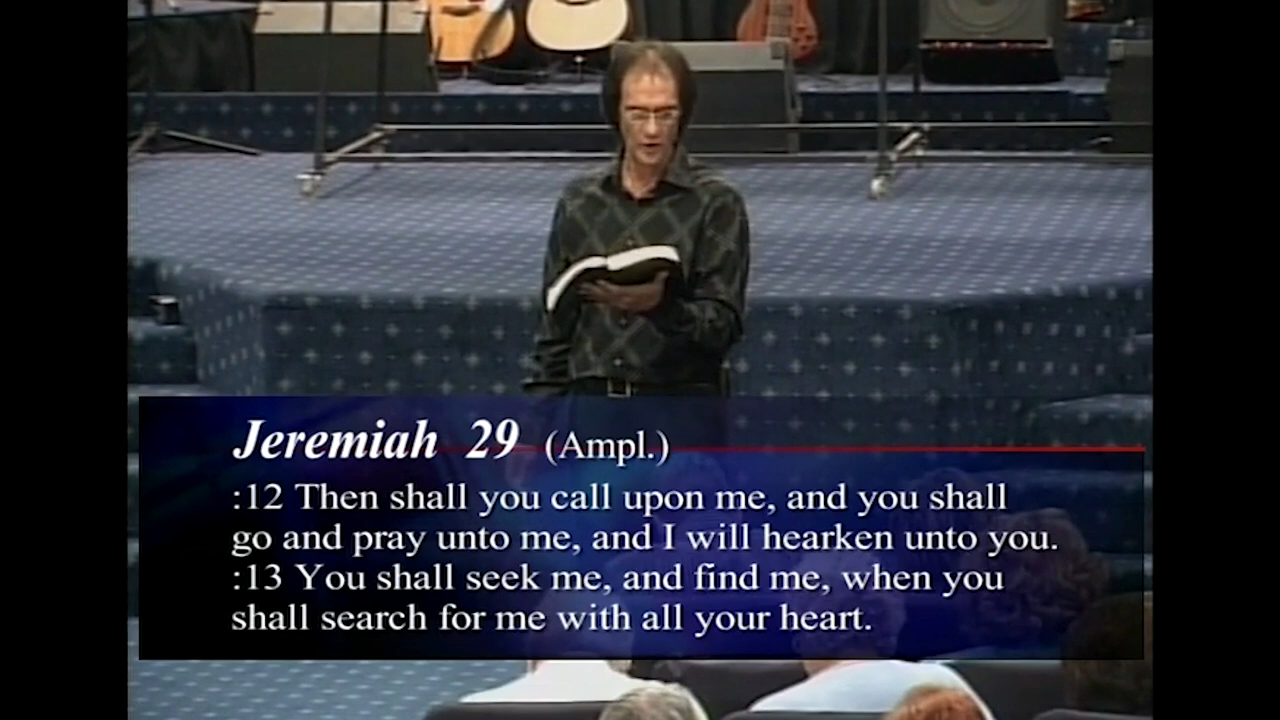 Jeremiah 29 (Ampl.)
:12 Then shall you call upon me, and you shall
go and pray unto me, and I will hearken unto you.
:13 You shall seek me, and find me, when you
shall search for me with all your heart.